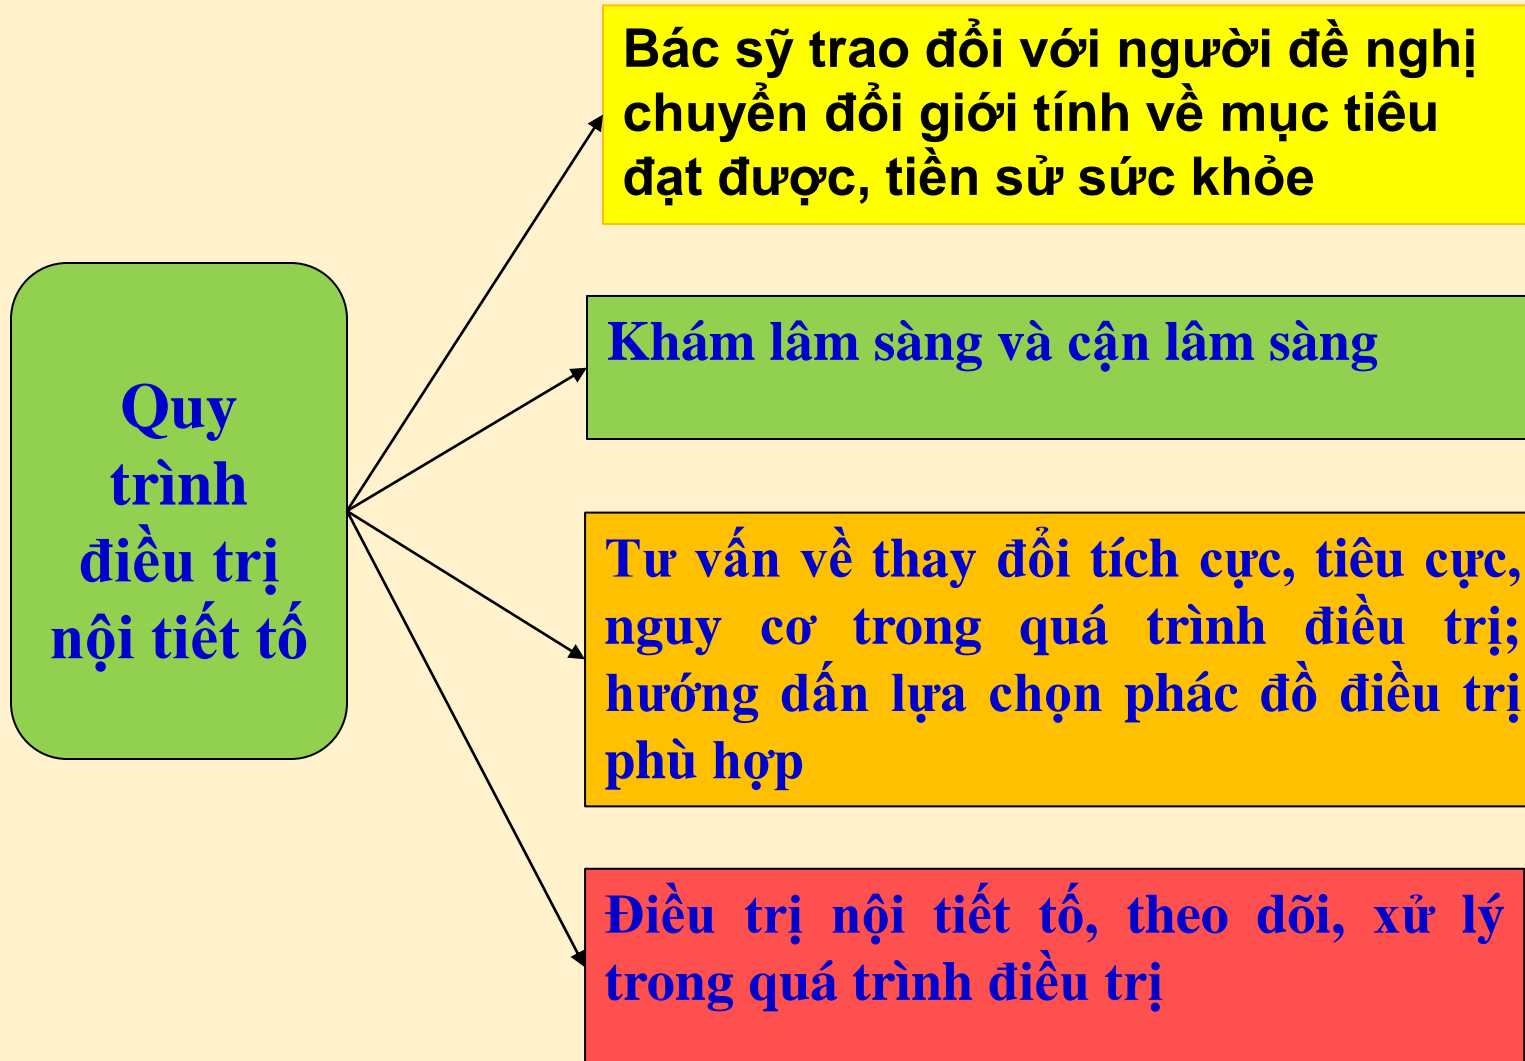 Quy
trình
điều trị
nội tiết tố
Bác sỹ trao đổi với người đề nghị
chuyển đổi giới tính về mục tiêu
đạt được, tiền sử sức khỏe
Khám lâm sàng và cận lâm sàng
Tư vấn về thay đổi tích cực, tiêu cực,
nguy cơ trong quá trình điều trị;
hướng dấn lựa chọn phác đồ điều trị
phù hợp
Điều trị nội tiết tố, theo dõi, xử lý
trong quá trình điều trị